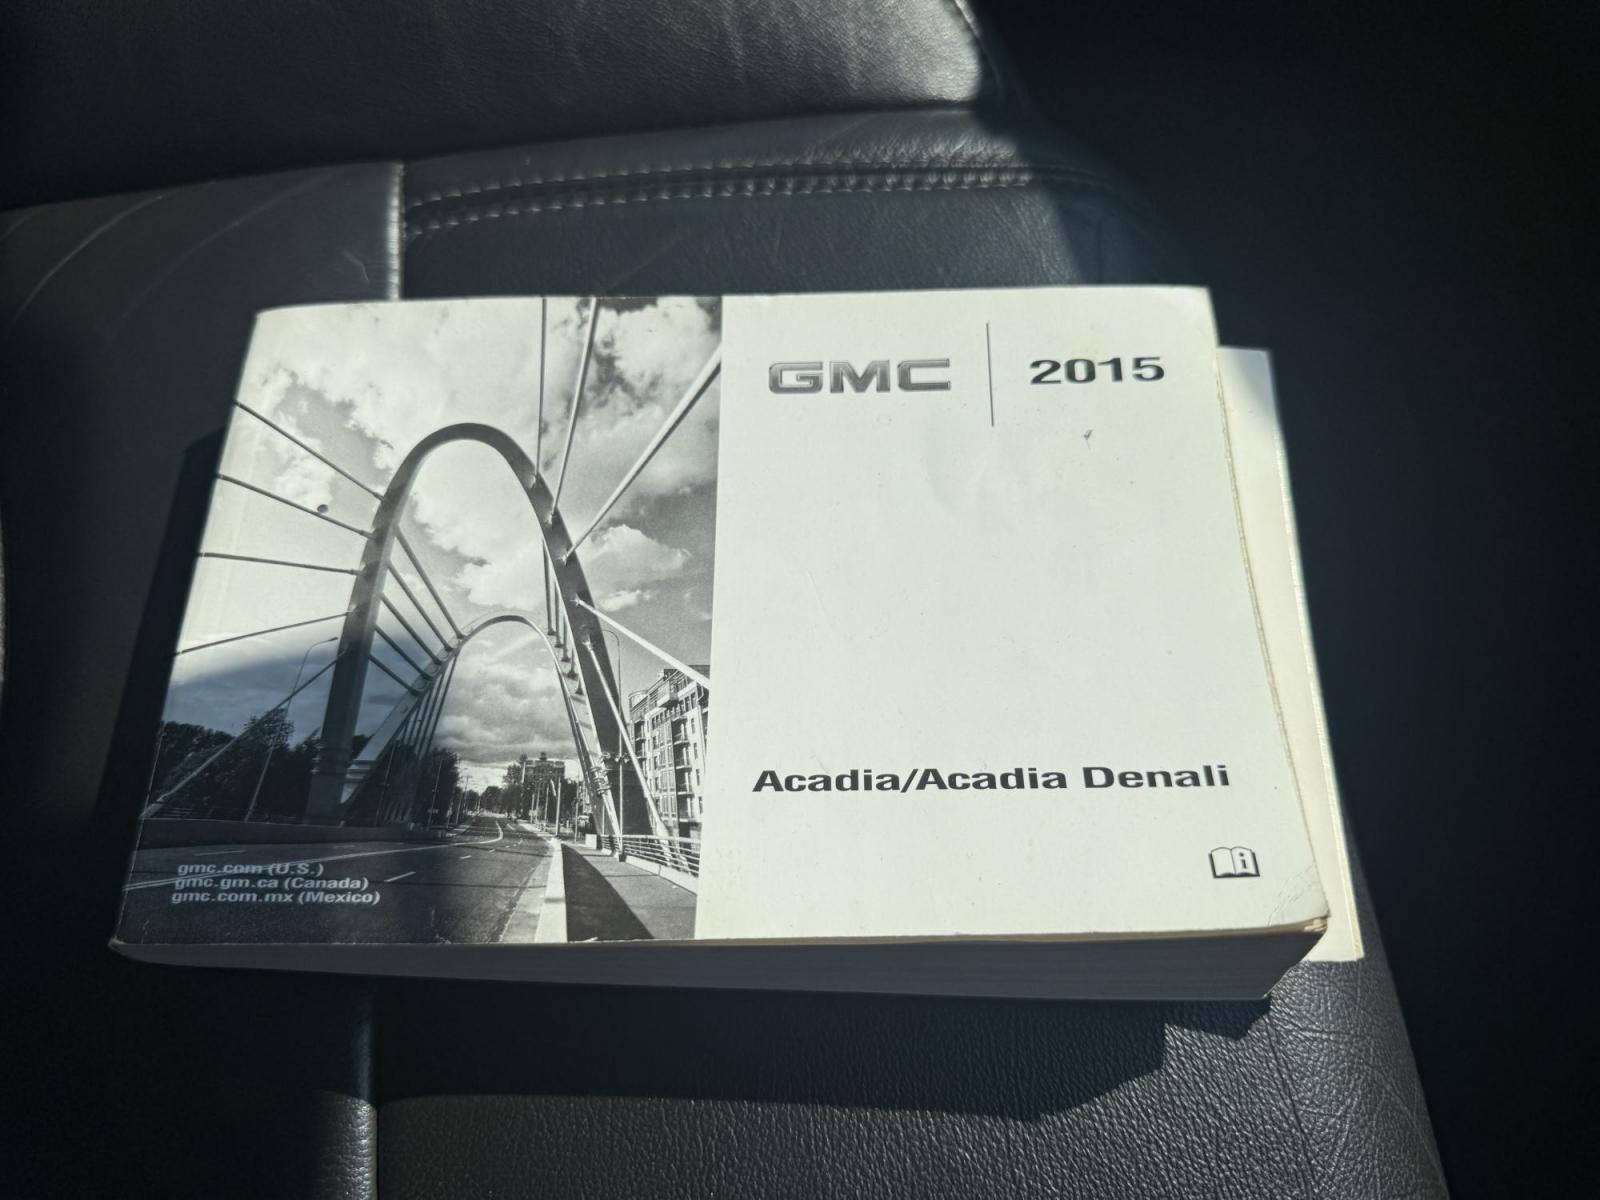 GMC 2015
Acadia/Acadia Denali
gmc.com (U.S.)
gmc.gm.ca (Canada)
gmc.com.mx (Mexico)